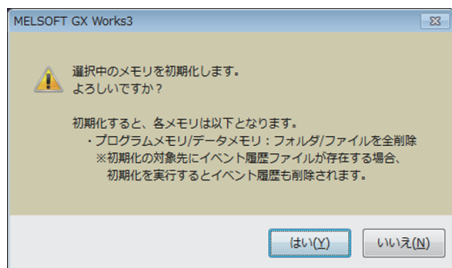 MELSOFT GX Works3
選択中のメモリを初期化します。
よろしいですか？
初期化すると、各メモリは以下となります。
・プログラムメモリ/データメモリ：フォルダ/ファイルを全削除
※初期化の対象先にイベント履歴ファイルが存在する場合、
初期化を実行するとイベント履歴も削除されます。
はい(Y)
いいえ(N)